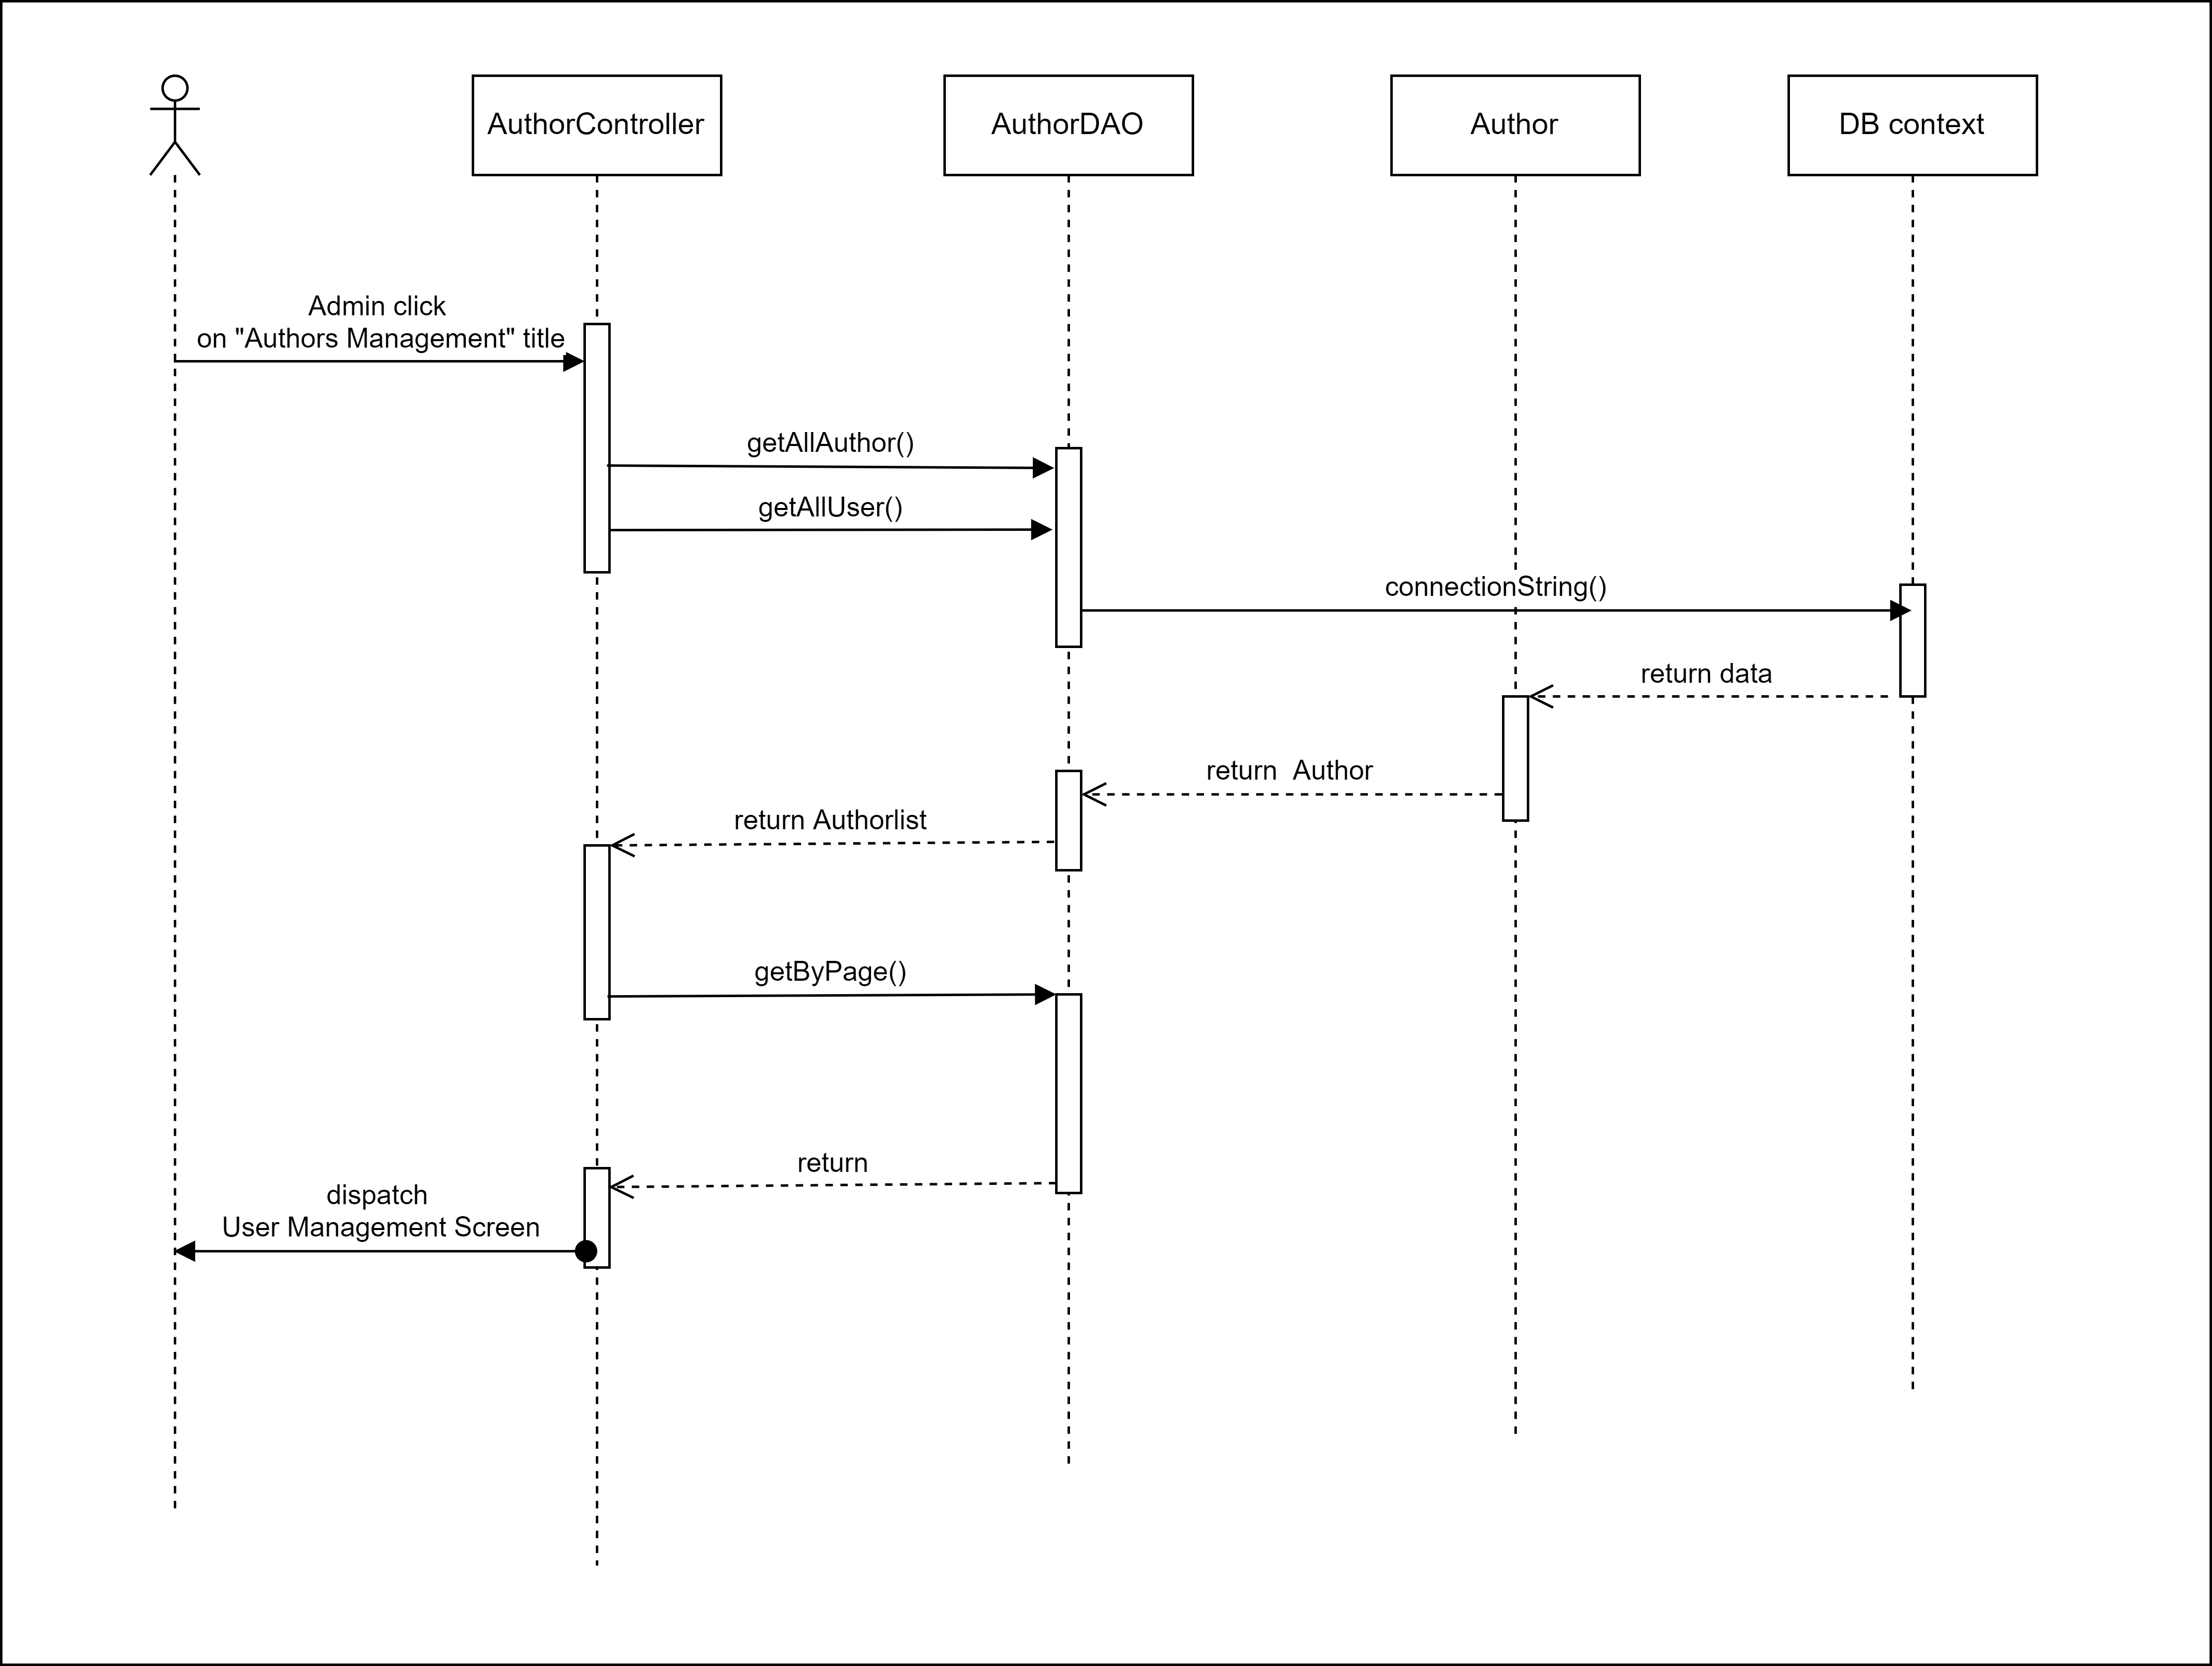 AuthorController
AuthorDAO
Author
DB context
Admin click
on "Authors Management" title
getAllAuthor()
getAllUser()
connectionString()
return data
return  Author
return Authorlist
getByPage()
return
dispatch
User Management Screen